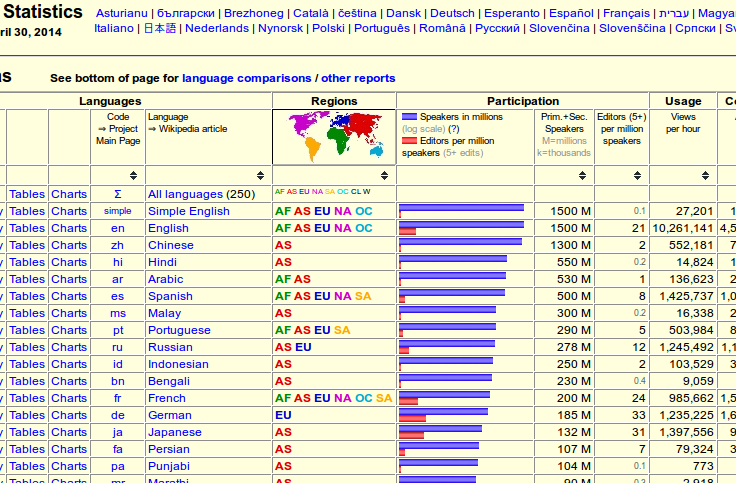 Statistics
Asturianu | български | Brezhoneg | Català | čeština | Dansk | Deutsch | Esperanto | Español | Français | עברית | Magya
ril 30, 2014
Italiano | 日本語 | Nederlands | Nynorsk | Polski | Português | Română | Русский | Slovenčina | Slovenščina | Српски | Sv
s
See bottom of page for language comparisons / other reports
Languages Regions Participation Usage Co
Code
⇒ Project
Main Page
Language
⇒ Wikipedia article
Speakers in millions
(log scale) (?)
Editors per million
speakers (5+ edits)
Prim.+Sec.
Speakers
M=millions
k=thousands
Editors (5+)
per million
speakers
Views
per hour
Tables Charts Σ All languages (250) AF AS EU NA SA OC CL W
y Tables Charts simple Simple English AF AS EU NA OC 1500 M 0.1 27,201 1
y Tables Charts en English AF AS EU NA OC 1500 M 21 10,261,141 4,5
y Tables Charts zh Chinese AS 1300 M 2 552,181 7
y Tables Charts hi Hindi AS 550 M 0.2 14,824 1
y Tables Charts ar Arabic AF AS 530 M 1 136,623 2
y Tables Charts es Spanish AF AS EU NA SA 500 M 8 1,425,737 1,0
y Tables Charts ms Malay AS 300 M 0.2 16,338 2
y Tables Charts pt Portuguese AF AS EU SA 290 M 5 503,984 8
y Tables Charts ru Russian AS EU 278 M 12 1,245,492 1,1
y Tables Charts id Indonesian AS 250 M 2 103,529 3
y Tables Charts bn Bengali AS 230 M 0.4 9,059
y Tables Charts fr French AF AS EU NA OC SA 200 M 24 985,662 1,5
y Tables Charts de German EU 185 M 33 1,235,225 1,6
y Tables Charts ja Japanese AS 132 M 31 1,397,556 9
y Tables Charts fa Persian AS 107 M 7 79,324 3
y Tables Charts pa Punjabi AS 104 M 0.1 773
Tables Charts mr Marathi AS 90 M 0.3 2,918